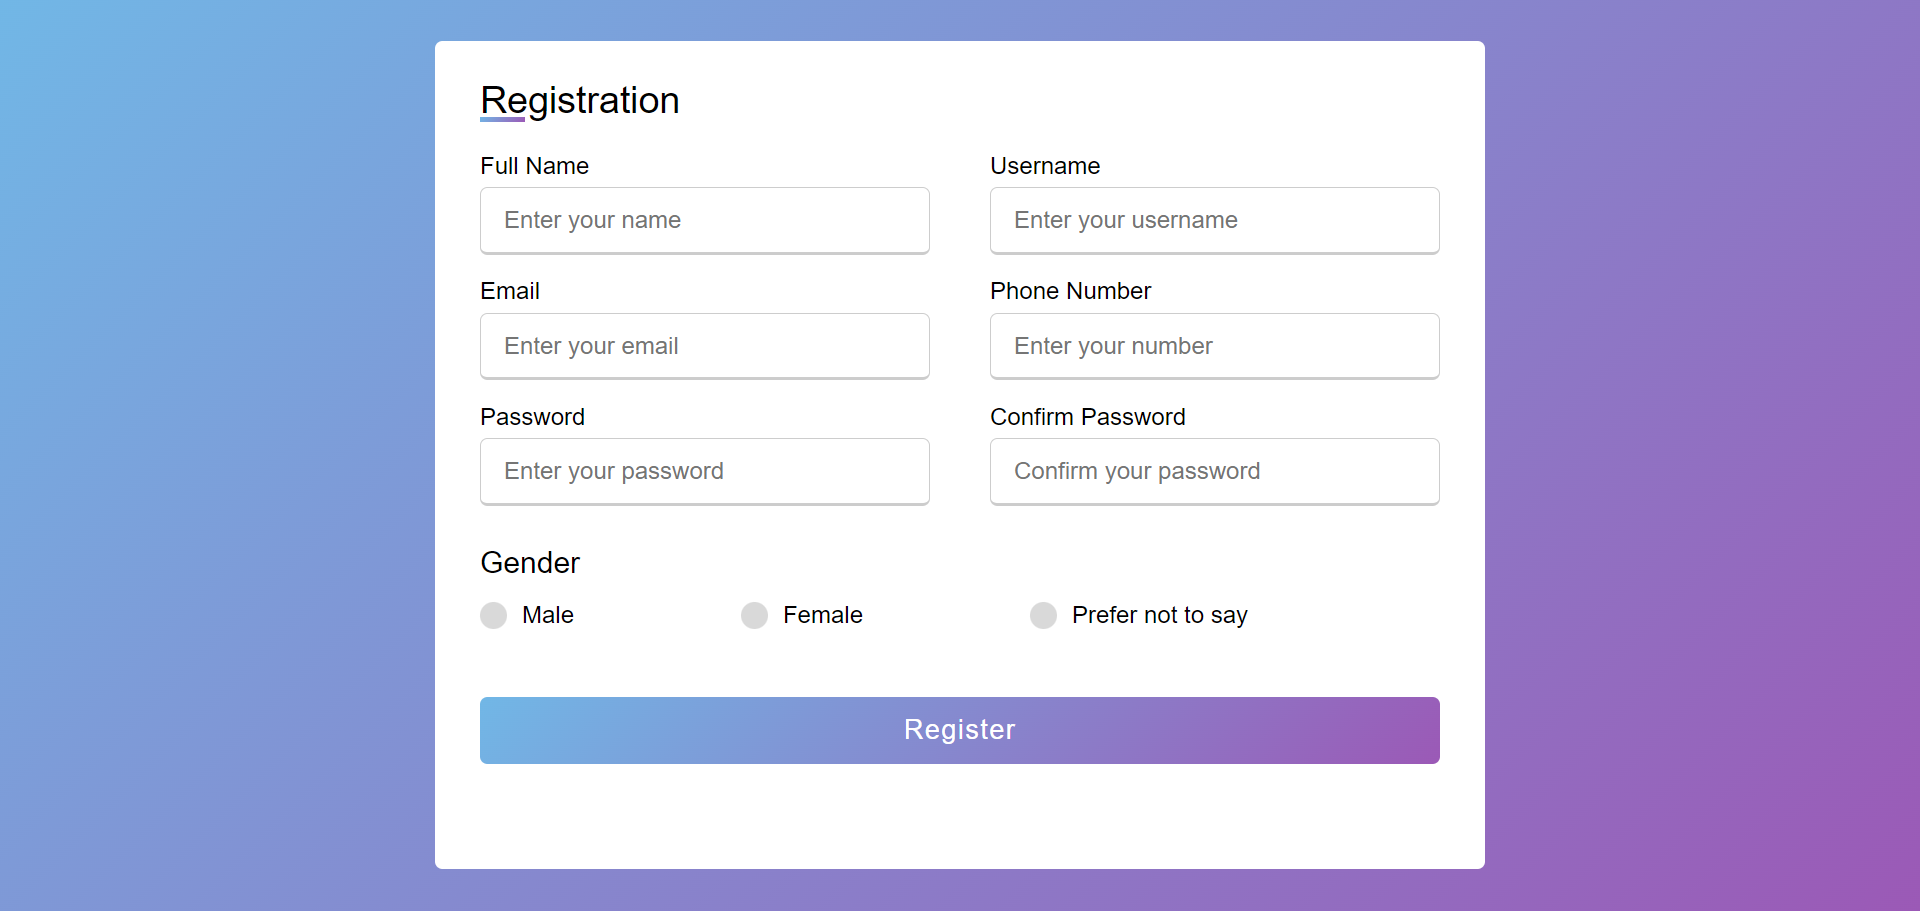 Registration
Full Name
Username
Enter your name
Enter your username
Email
Phone Number
Enter your email
Enter your number
Password
Confirm Password
Enter your password
Confirm your password
Gender
Male
Female
Prefer not to say
Register